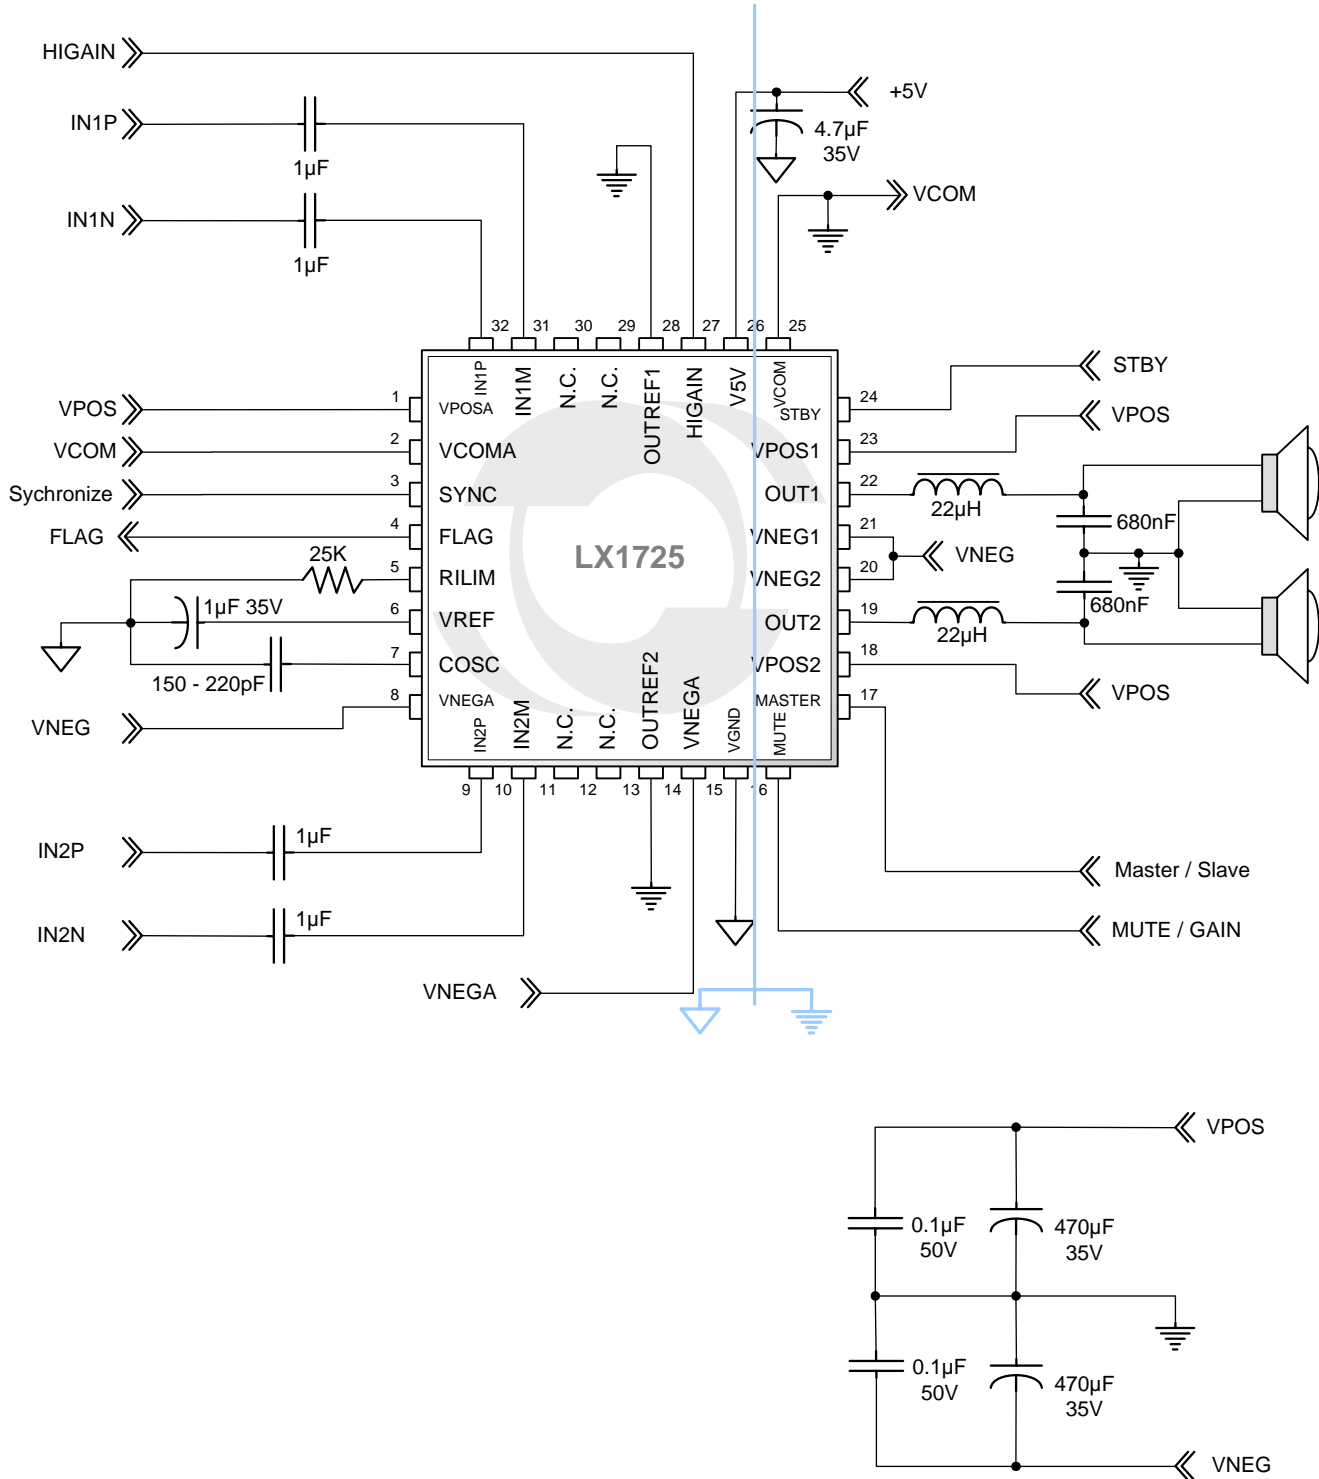 HIGAIN
+5V
IN1P
1µF
4.7µF
35V
VCOM
IN1N
1µF
32 31 30 29 28 27 26 25
IN1P IN1M N.C. N.C. OUTREF1 HIGAIN V5V VCOM
VPOS 1 VPOSA
STBY 24 STBY
VCOM 2 VCOMA
VPOS1 23 VPOS
Sychronize 3 SYNC
OUT1 22 22µH
680nF
FLAG 4 FLAG
VNEG1 21
LX1725
VNEG
25K 5 RILIM
VNEG2 20
680nF
1µF 35V 6 VREF
OUT2 19 22µH
150 - 220pF 7 COSC
VPOS2 18 VPOS
VNEG 8 VNEGA
MASTER 17
IN2P IN2M N.C. N.C. OUTREF2 VNEGA VGND MUTE
9 10 11 12 13 14 15 16
IN2P 1µF
Master / Slave
IN2N 1µF
MUTE / GAIN
VNEGA
VPOS
0.1µF
50V
470µF
35V
0.1µF
50V
470µF
35V
VNEG